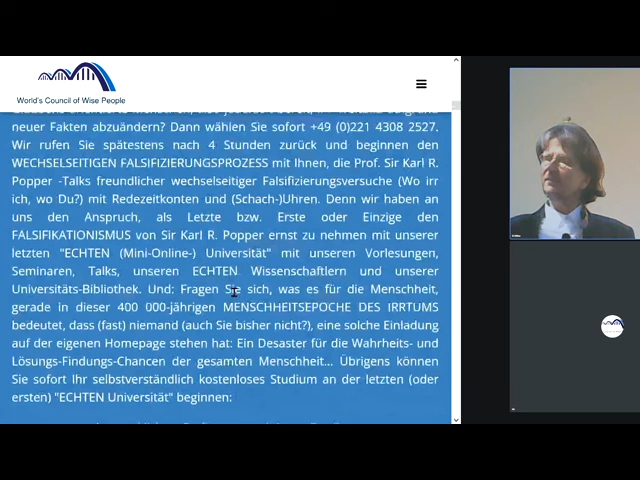 World's Council of Wise People
neuer Fakten abzuändern? Dann wählen Sie sofort +49 (0)221 4308 2527.
Wir rufen Sie spätestens nach 4 Stunden zurück und beginnen den
WECHSELSEITIGEN FALSIFIZIERUNGSPROZESS mit Ihnen, die Prof. Sir Karl R.
Popper -Talks freundlicher wechselseitiger Falsifizierungsversuche (Wo irr
ich, wo Du?) mit Redezeitkonten und (Schach-)Uhren. Denn wir haben an
uns den Anspruch, als Letzte bzw. Erste oder Einzige den
FALSIFIKATIONISMUS von Sir Karl R. Popper ernst zu nehmen mit unserer
letzten "ECHTEN (Mini-Online-) Universität" mit unseren Vorlesungen,
Seminaren, Talks, unseren ECHTEN Wissenschaftlern und unserer
Universitäts-Bibliothek. Und: Fragen Sie sich, was es für die Menschheit,
gerade in dieser 400 000-jährigen MENSCHHEITSEPOCHE DES IRRTUMS
bedeutet, dass (fast) niemand (auch Sie bisher nicht?), eine solche Einladung
auf der eigenen Homepage stehen hat: Ein Desaster für die Wahrheits- und
Lösungs-Findungs-Chancen der gesamten Menschheit... Übrigens können
Sie sofort Ihr selbstverständlich kostenloses Studium an der letzten (oder
ersten) "ECHTEN Universität" beginnen: